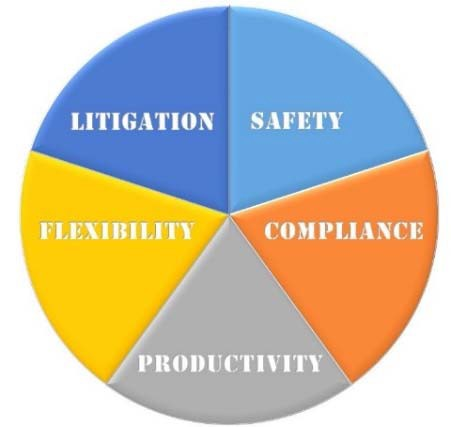 LITIGATION
SAFETY
FLEXIBILITY
COMPLIANCE
PRODUCTIVITY